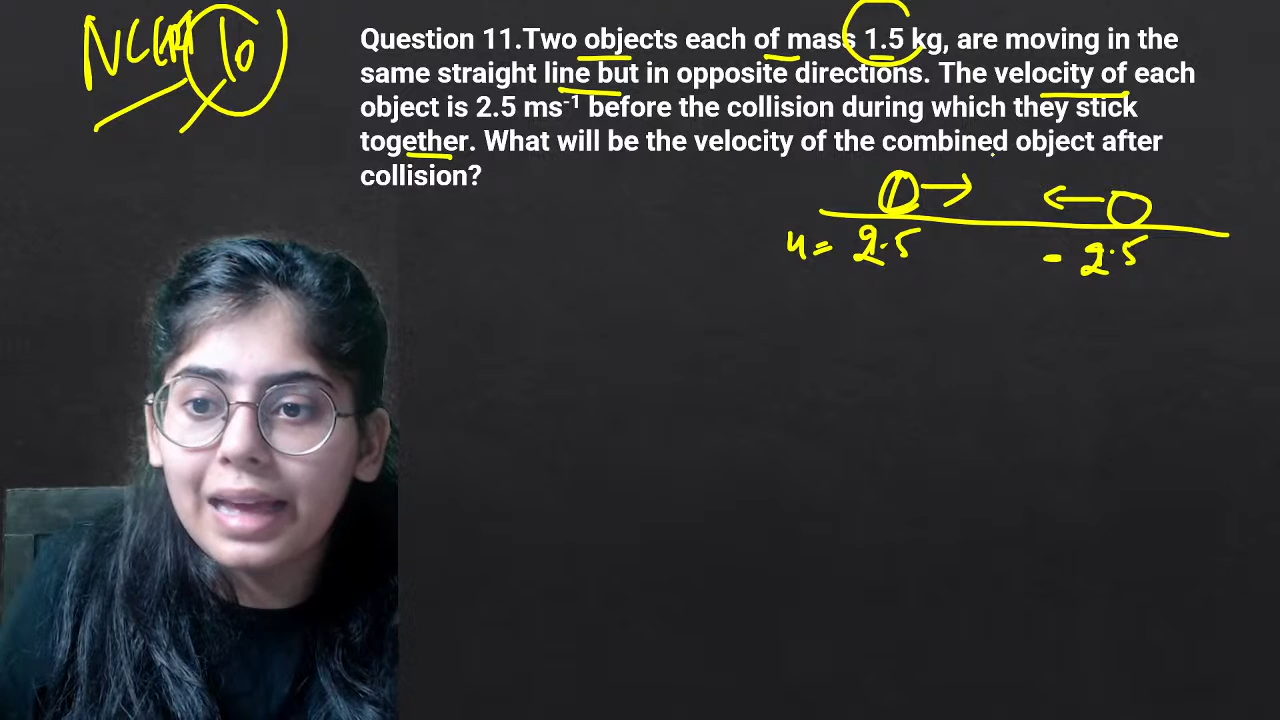 NCERT 10
Question 11.Two objects each of mass 1.5 kg, are moving in the
same straight line but in opposite directions. The velocity of each
object is 2.5 ms⁻¹ before the collision during which they stick
together. What will be the velocity of the combined object after
collision?
u= 2.5 - 2.5